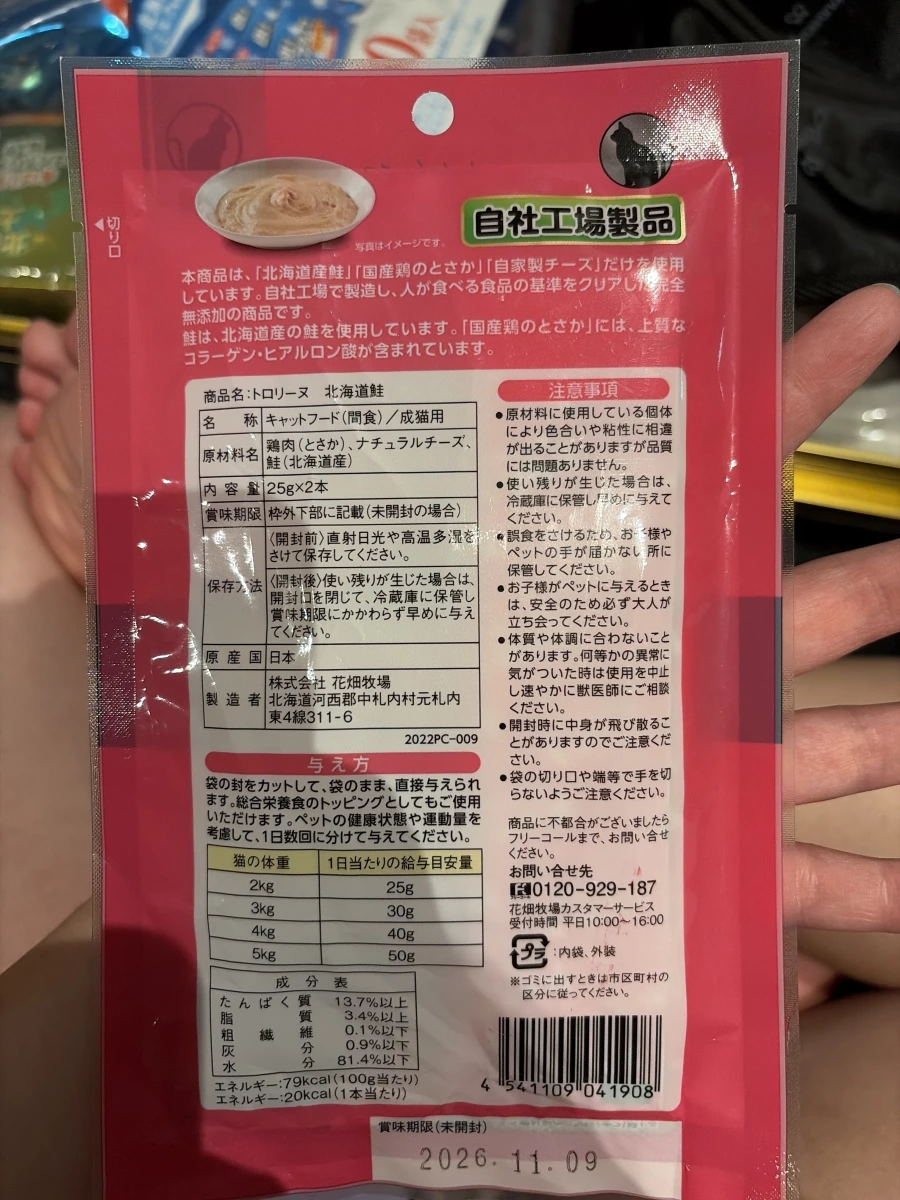 切り口
写真はイメージです。
自社工場製品
本商品は、「北海道産鮭」「国産鶏のとさか」「自家製チーズ」だけを使用
しています。自社工場で製造し、人が食べる食品の基準をクリアした完全
無添加の商品です。
鮭は、北海道産の鮭を使用しています。「国産鶏のとさか」には、上質な
コラーゲン・ヒアルロン酸が含まれています。
商品名:トロリーヌ 北海道鮭
名称 キャットフード(間食)/成猫用
原材料名 鶏肉(とさか)、ナチュラルチーズ、
鮭(北海道産)
内容量 25g×2本
賞味期限 枠外下部に記載(未開封の場合)
保存方法 〈開封前〉直射日光や高温多湿を
さけて保存してください。
〈開封後〉使い残りが生じた場合は、
開封口を閉じて、冷蔵庫に保管し
賞味期限にかかわらず早めに与え
てください。
原産国 日本
製造者 株式会社 花畑牧場
北海道河西郡中札内村元札内
東4線311-6
2022PC-009
与え方
袋の封をカットして、袋のまま、直接与えられ
ます。総合栄養食のトッピングとしてもご使用
いただけます。ペットの健康状態や運動量を
考慮して、1日数回に分けて与えてください。
猫の体重 1日当たりの給与目安量
2kg 25g
3kg 30g
4kg 40g
5kg 50g
成分表
たんぱく質 13.7%以上
脂質 3.4%以上
粗繊維 0.1%以下
灰分 0.9%以下
水分 81.4%以下
エネルギー:79kcal(100g当たり)
エネルギー:20kcal(1本当たり)
注意事項
●原材料に使用している個体
により色合いや粘性に相違
が出ることがありますが品質
には問題ありません。
●使い残りが生じた場合は、
冷蔵庫に保管し早めに与えて
ください。
●誤食をさけるため、お子様や
ペットの手が届かない所に
保管してください。
●お子様がペットに与えるとき
は、安全のため必ず大人が
立ち会ってください。
●体質や体調に合わないこと
があります。何等かの異常に
気がついた時は使用を中止
し速やかに獣医師にご相談
ください。
●開封時に中身が飛び散るこ
とがありますのでご注意くだ
さい。
●袋の切り口や端等で手を切
らないようご注意ください。
商品に不都合がございましたら
フリーコールまで、お問い合せ
ください。
お問い合せ先
0120-929-187
花畑牧場カスタマーサービス
受付時間 平日10:00〜16:00
プラ :内袋、外装
※ゴミに出すときは市区町村の
区分に従ってください。
4 541109 041908
賞味期限(未開封)
2026.11.09